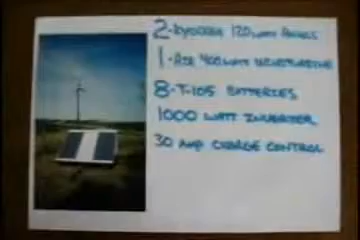 2-KYOCERA 120 WATT PANELS
1-AIR 400 WATT WINDTURBINE
8-T-105 BATTERIES
1000 WATT INVERTER
30 AMP CHARGE CONTROL